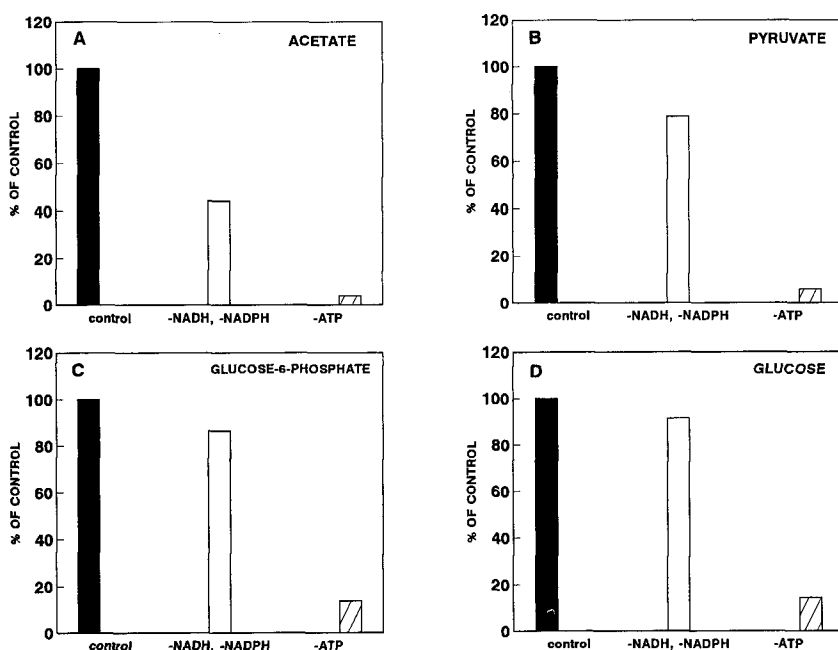 A
ACETATE
% OF CONTROL
120
100
80
60
40
20
0
control
-NADH, -NADPH
-ATP
B
PYRUVATE
% OF CONTROL
120
100
80
60
40
20
0
control
-NADH, -NADPH
-ATP
C
GLUCOSE-6-PHOSPHATE
% OF CONTROL
120
100
80
60
40
20
0
control
-NADH, -NADPH
-ATP
D
GLUCOSE
% OF CONTROL
120
100
80
60
40
20
0
control
-NADH, -NADPH
-ATP